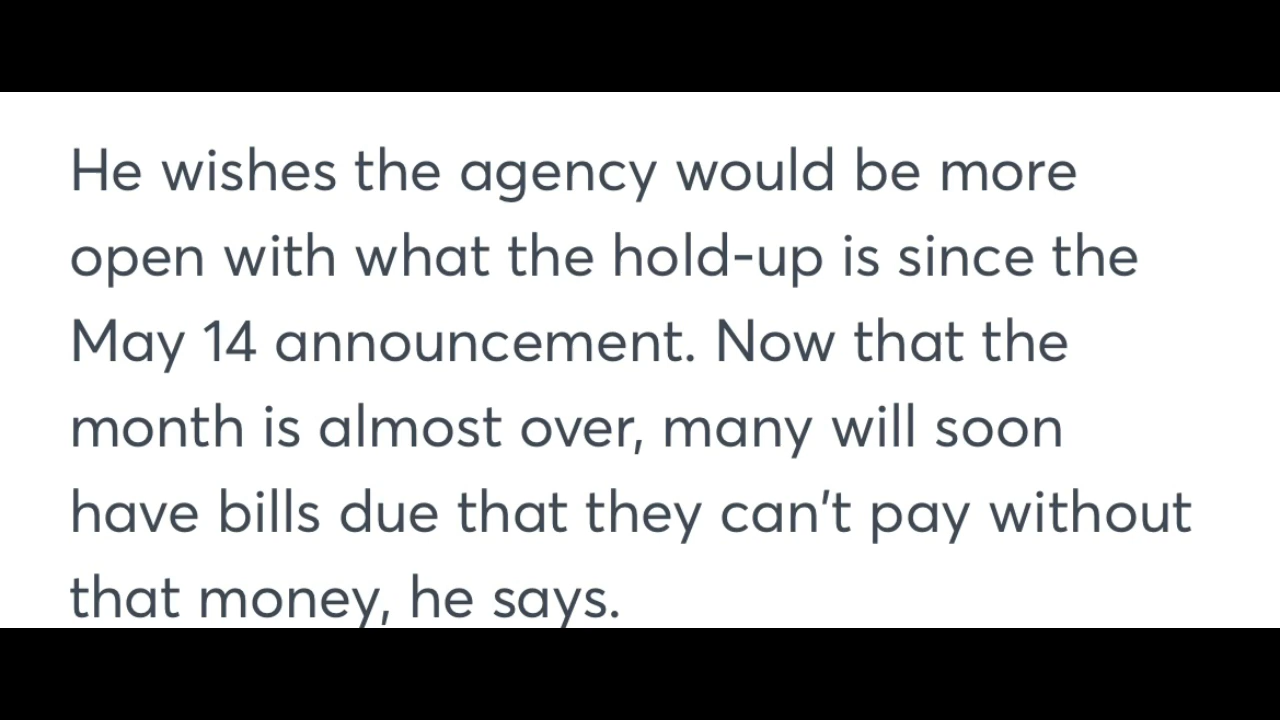 He wishes the agency would be more
open with what the hold-up is since the
May 14 announcement. Now that the
month is almost over, many will soon
have bills due that they can’t pay without
that money, he says.